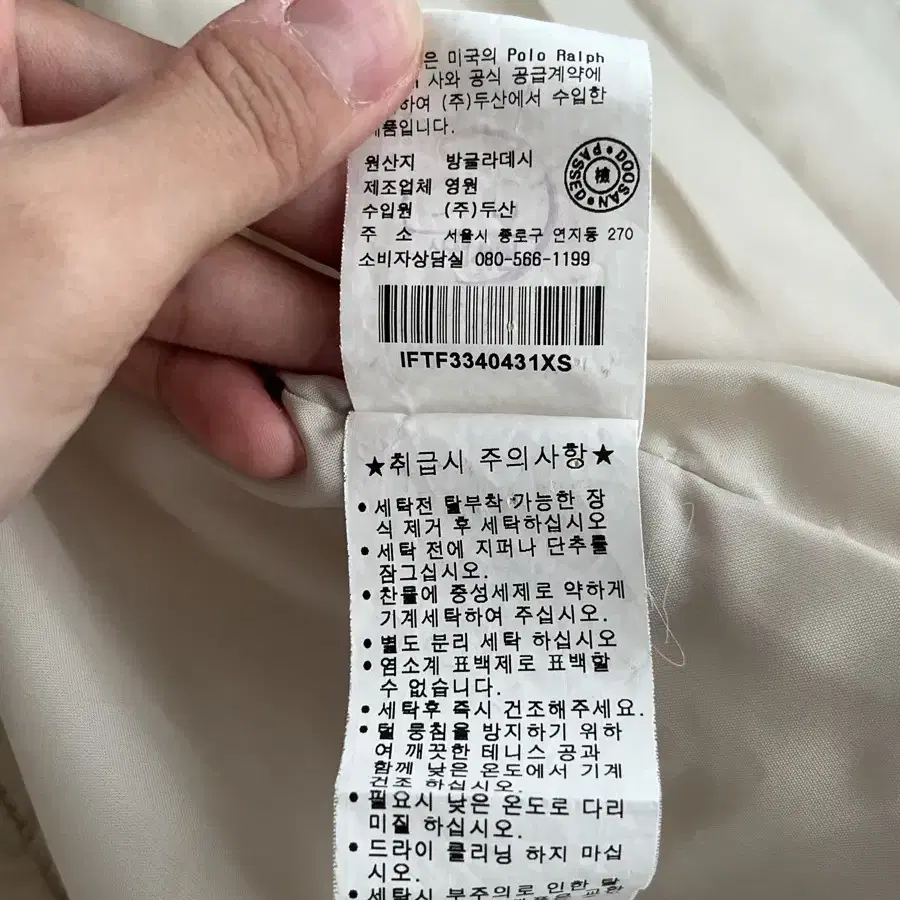 은 미국의 Polo Ralph
사와 공식 공급계약에
하여 (주)두산에서 수입한
제품입니다.
원산지 방글라데시
제조업체 영원
수입원 (주)두산
주 소 서울시 종로구 연지동 270
소비자상담실 080-566-1199
DOOSAN • PASSED •
檢
IFTF3340431XS
★취급시 주의사항★
• 세탁전 탈부착 가능한 장
식 제거 후 세탁하십시오
• 세탁 전에 지퍼나 단추를
잠그십시오.
• 찬물에 중성세제로 약하게
기계세탁하여 주십시오.
• 별도 분리 세탁 하십시오
• 염소계 표백제로 표백할
수 없습니다.
• 세탁후 즉시 건조해주세요.
• 털 뭉침을 방지하기 위하
여 깨끗한 테니스 공과
함께 낮은 온도에서 기계
건조 하십시오.
• 필요시 낮은 온도로 다리
미질 하십시오.
• 드라이 클리닝 하지 마십
시오.
• 세탁시 부주의로 인한 탈